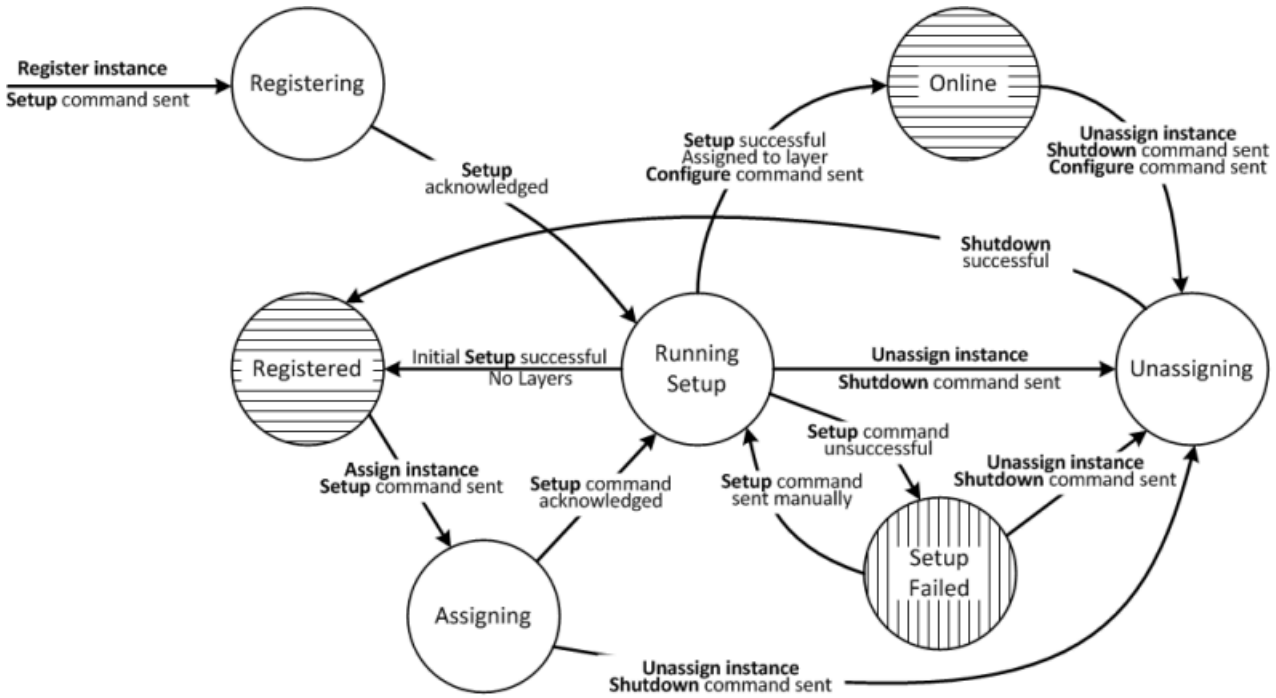 Register instance
Setup command sent
Registering
Online
Setup
acknowledged
Setup successful
Assigned to layer
Configure command sent
Unassign instance
Shutdown command sent
Configure command sent
Shutdown
successful
Registered
Initial Setup successful
No Layers
Running
Setup
Unassign instance
Shutdown command sent
Unassigning
Assign instance
Setup command sent
Setup command
acknowledged
Setup command
unsuccessful
Setup command
sent manually
Unassign instance
Shutdown command sent
Setup
Failed
Assigning
Unassign instance
Shutdown command sent